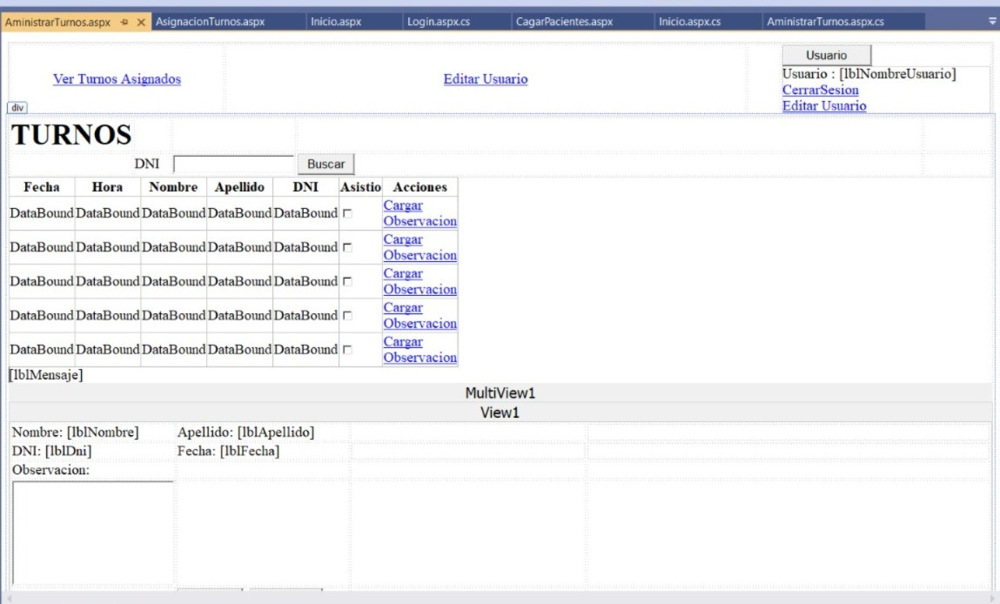 AministrarTurnos.aspx AsignacionTurnos.aspx Inicio.aspx Login.aspx.cs CagarPacientes.aspx Inicio.aspx.cs AministrarTurnos.aspx.cs
Usuario
Ver Turnos Asignados Editar Usuario Usuario : [lblNombreUsuario]
CerrarSesion
Editar Usuario
div
TURNOS
DNI Buscar
Fecha Hora Nombre Apellido DNI Asistio Acciones
DataBound DataBound DataBound DataBound DataBound Cargar
Observacion
DataBound DataBound DataBound DataBound DataBound Cargar
Observacion
DataBound DataBound DataBound DataBound DataBound Cargar
Observacion
DataBound DataBound DataBound DataBound DataBound Cargar
Observacion
DataBound DataBound DataBound DataBound DataBound Cargar
Observacion
[lblMensaje]
MultiView1
View1
Nombre: [lblNombre] Apellido: [lblApellido]
DNI: [lblDni] Fecha: [lblFecha]
Observacion: